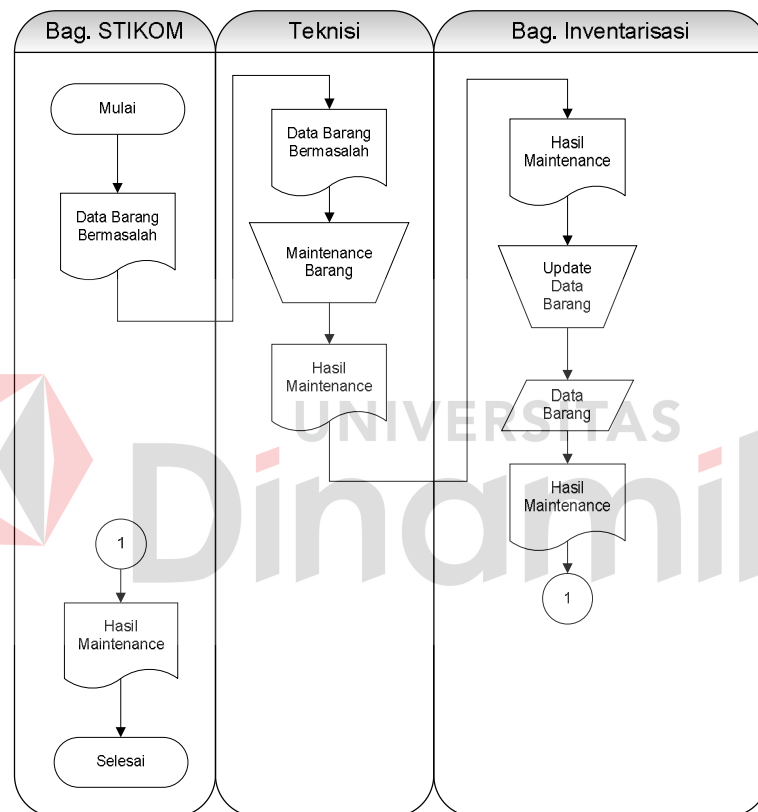 Bag. STIKOM
Teknisi
Bag. Inventarisasi
Mulai
Data Barang
Bermasalah
Data Barang
Bermasalah
Maintenance
Barang
Hasil
Maintenance
Hasil
Maintenance
Update
Data
Barang
Data
Barang
Hasil
Maintenance
1
1
Hasil
Maintenance
Selesai
UNIVERSITAS
Dinami